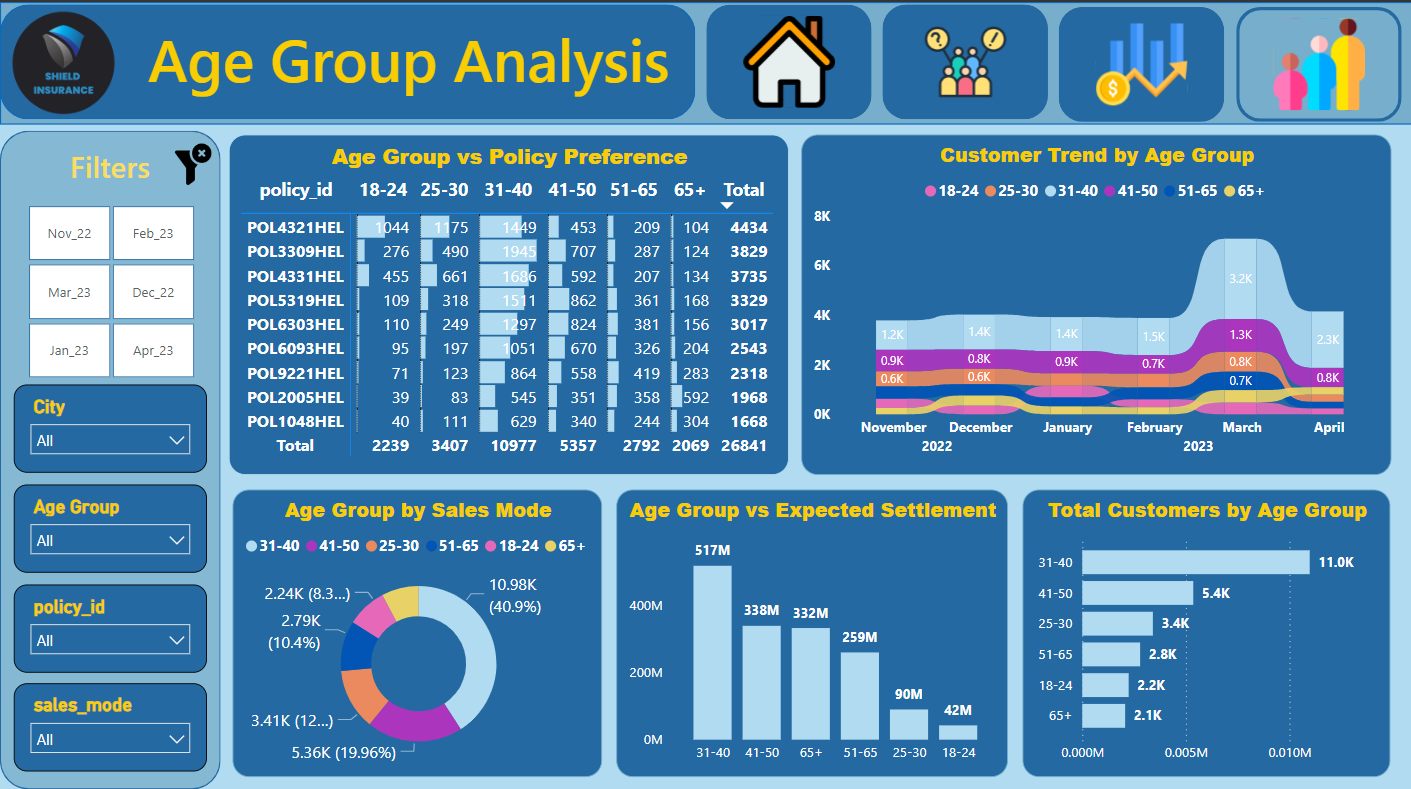 SHIELD
INSURANCE
Age Group Analysis
?
!
$
Filters
Nov_22 Feb_23
Mar_23 Dec_22
Jan_23 Apr_23
City
All
Age Group
All
policy_id
All
sales_mode
All
Age Group vs Policy Preference
policy_id 18-24 25-30 31-40 41-50 51-65 65+ Total
POL4321HEL 1044 1175 1449 453 209 104 4434
POL3309HEL 276 490 1945 707 287 124 3829
POL4331HEL 455 661 1686 592 207 134 3735
POL5319HEL 109 318 1511 862 361 168 3329
POL6303HEL 110 249 1297 824 381 156 3017
POL6093HEL 95 197 1051 670 326 204 2543
POL9221HEL 71 123 864 558 419 283 2318
POL2005HEL 39 83 545 351 358 592 1968
POL1048HEL 40 111 629 340 244 304 1668
Total 2239 3407 10977 5357 2792 2069 26841
Customer Trend by Age Group
18-24 25-30 31-40 41-50 51-65 65+
8K
6K
4K
2K
0K
1.2K 1.4K 1.4K 1.5K 3.2K 2.3K
0.9K 0.8K 0.9K 0.7K 1.3K 0.8K
0.6K 0.6K 0.8K
0.7K
November December January February March April
2022 2023
Age Group by Sales Mode
31-40 41-50 25-30 51-65 18-24 65+
10.98K
(40.9%)
2.24K (8.3...)
2.79K
(10.4%)
3.41K (12...)
5.36K (19.96%)
Age Group vs Expected Settlement
400M
200M
0M
517M 338M 332M 259M 90M 42M
31-40 41-50 65+ 51-65 25-30 18-24
Total Customers by Age Group
31-40 11.0K
41-50 5.4K
25-30 3.4K
51-65 2.8K
18-24 2.2K
65+ 2.1K
0.000M 0.005M 0.010M